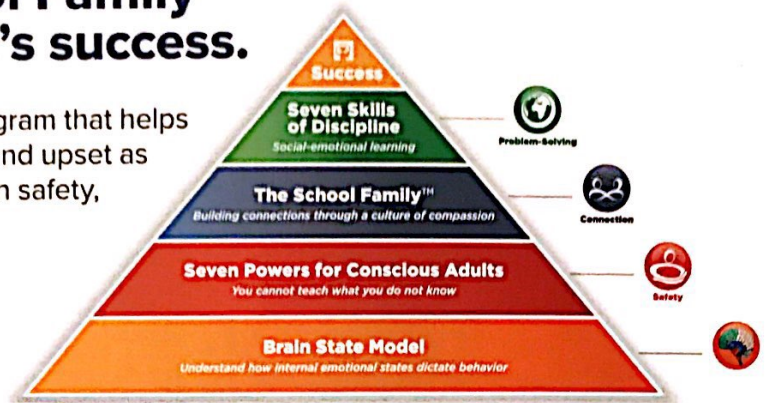 's success.
gram that helps
nd upset as
n safety,
Success
Seven Skills
of Discipline
Social-emotional learning
Problem-Solving
The School Family™
Building connections through a culture of compassion
Connection
Seven Powers for Conscious Adults
You cannot teach what you do not know
Safety
Brain State Model
Understand how internal emotional states dictate behavior